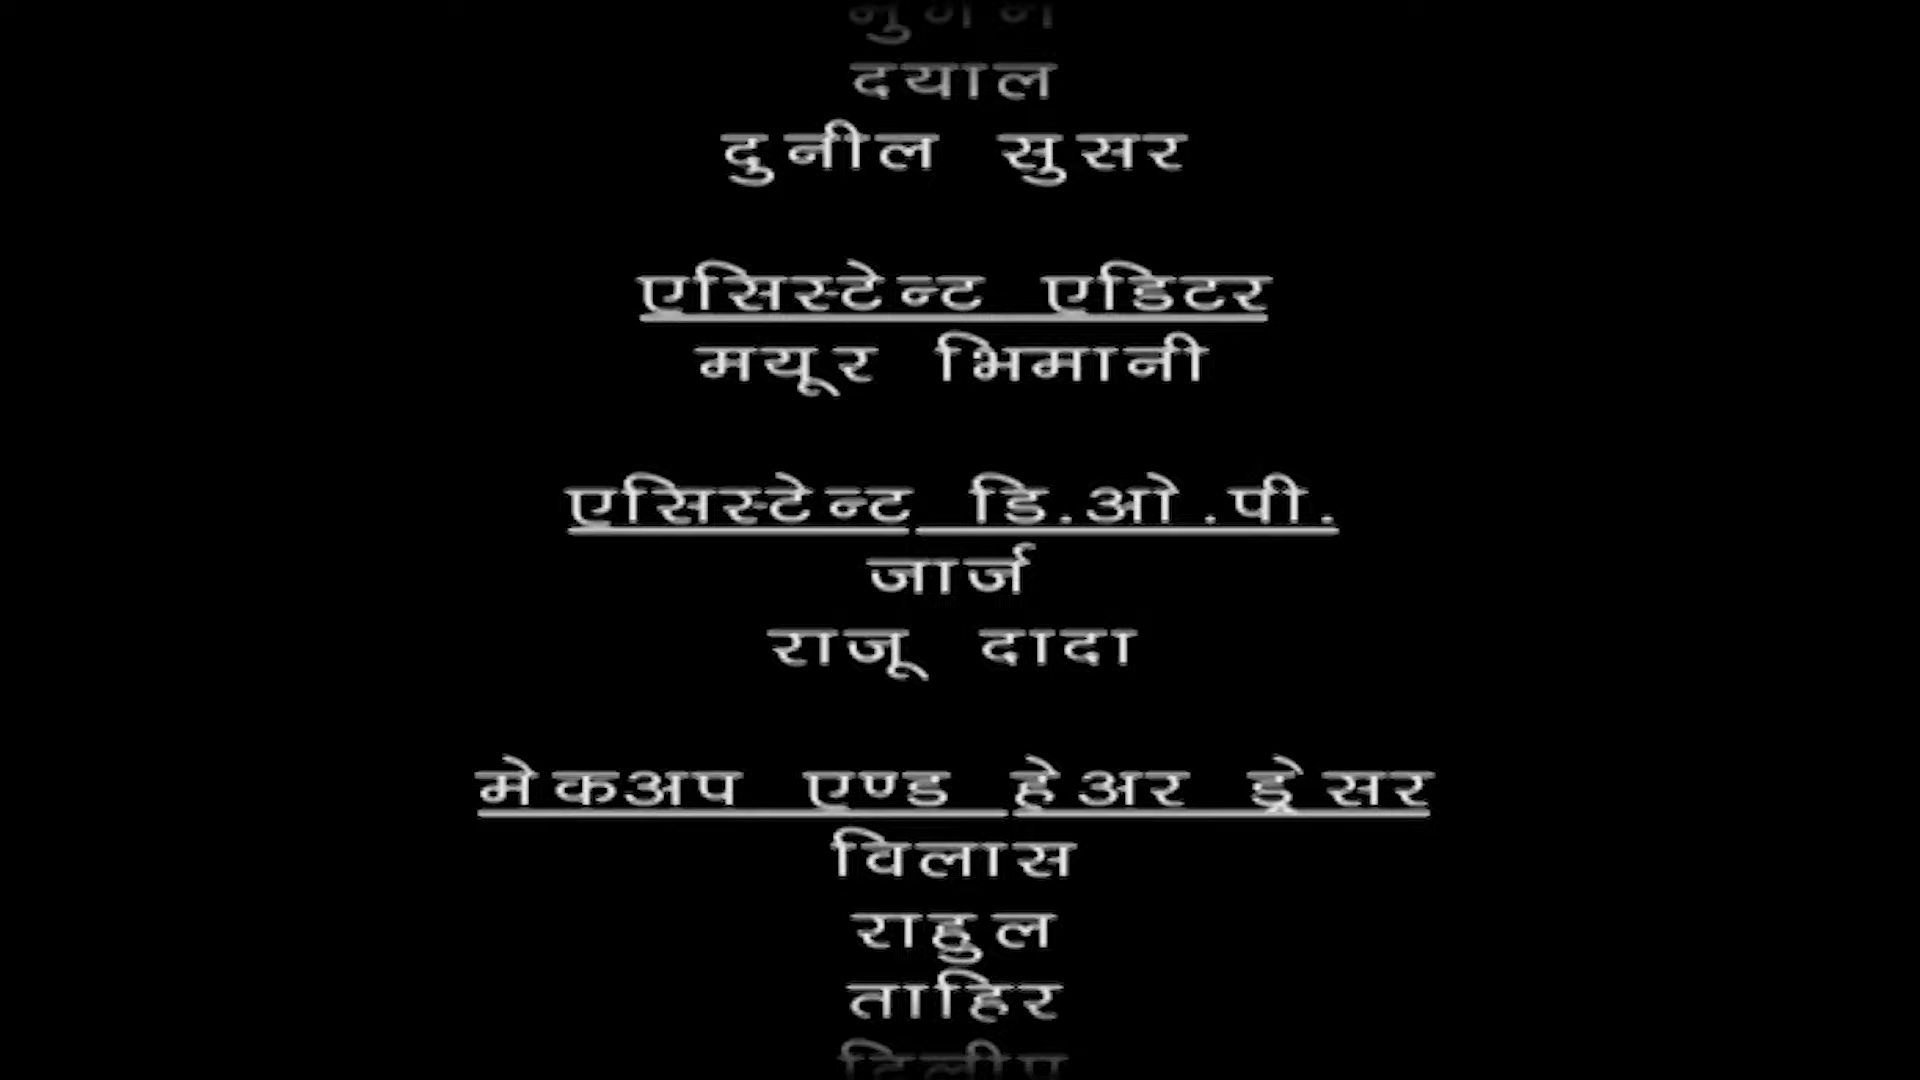 दयाल
दुनील सुसर
एसिस्टेन्ट एडिटर
मयूर भिमानी
एसिस्टेन्ट डि.ओ.पी.
जार्ज
राजू दादा
मेकअप एण्ड हेअर ड्रेसर
विलास
राहुल
ताहिर